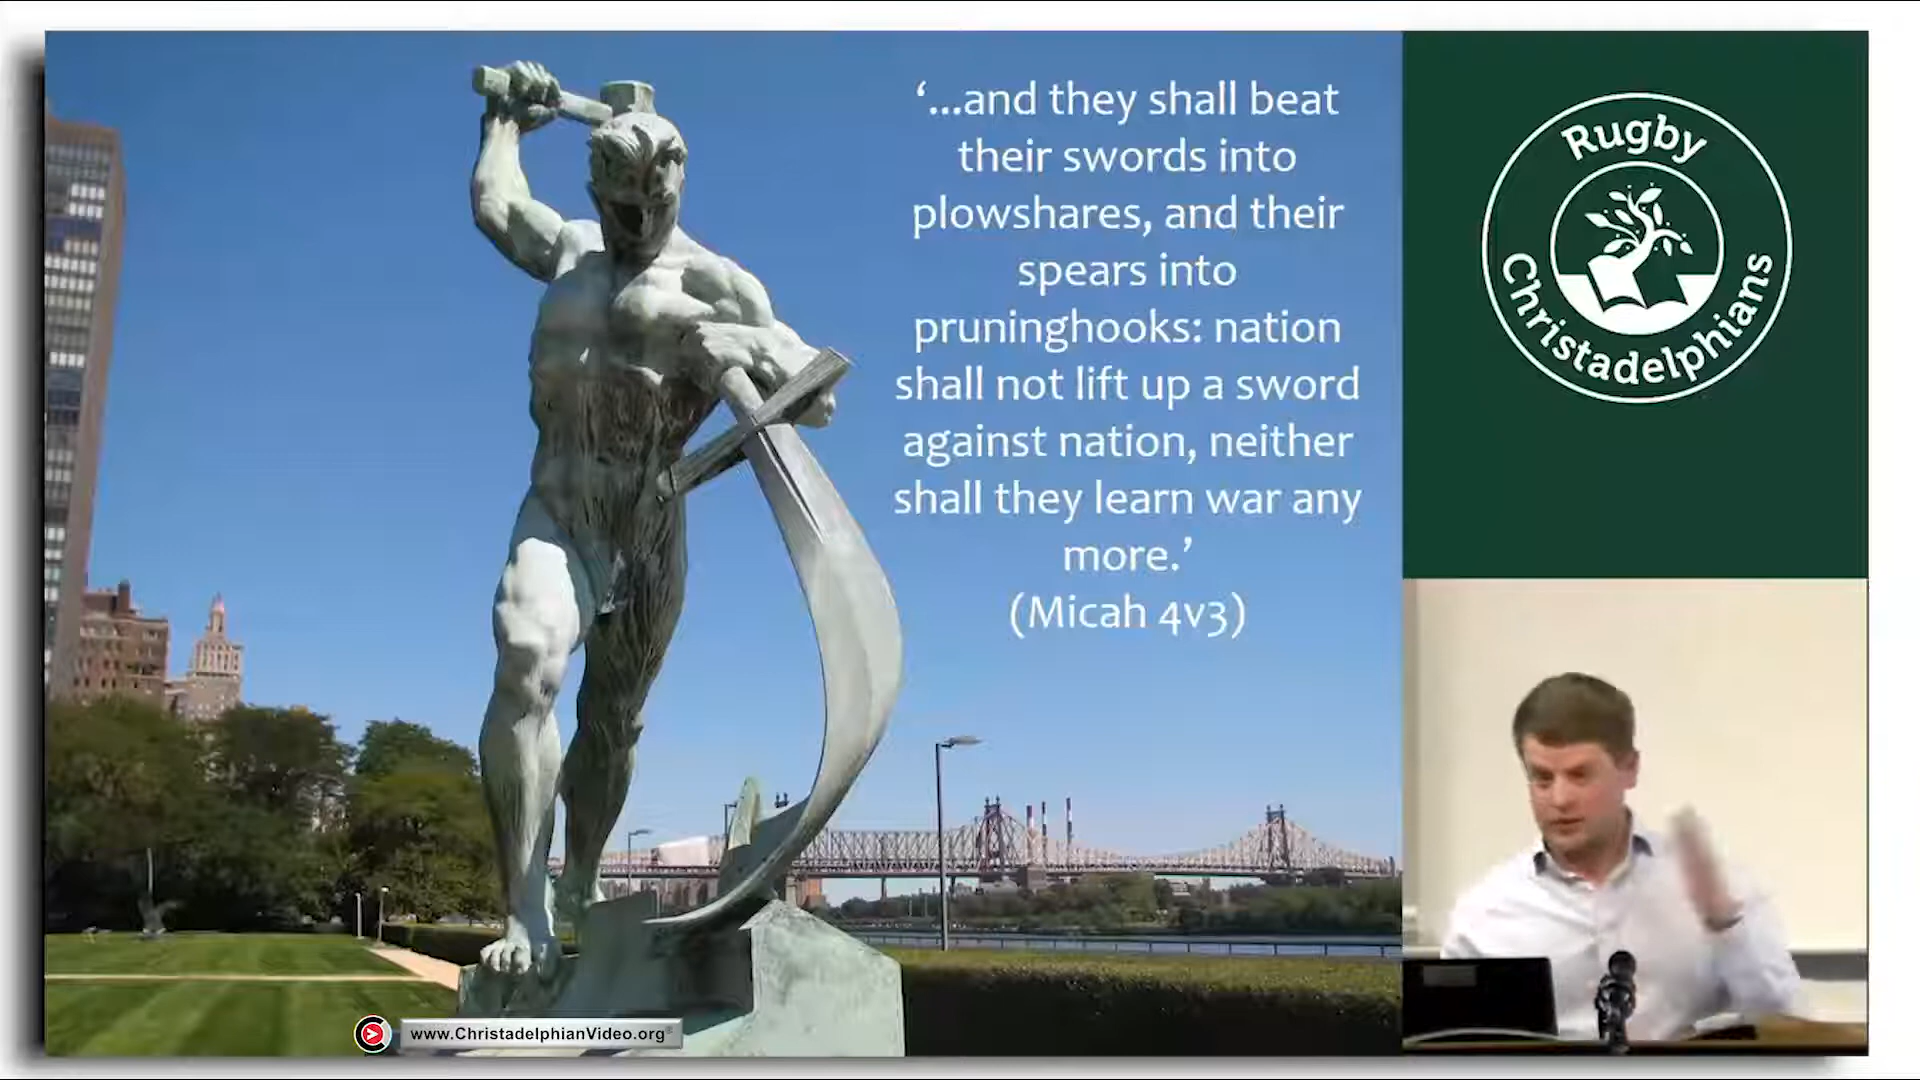 ‘...and they shall beat
their swords into
plowshares, and their
spears into
pruninghooks: nation
shall not lift up a sword
against nation, neither
shall they learn war any
more.’
(Micah 4v3)
Rugby
Christadelphians
www.ChristadelphianVideo.org